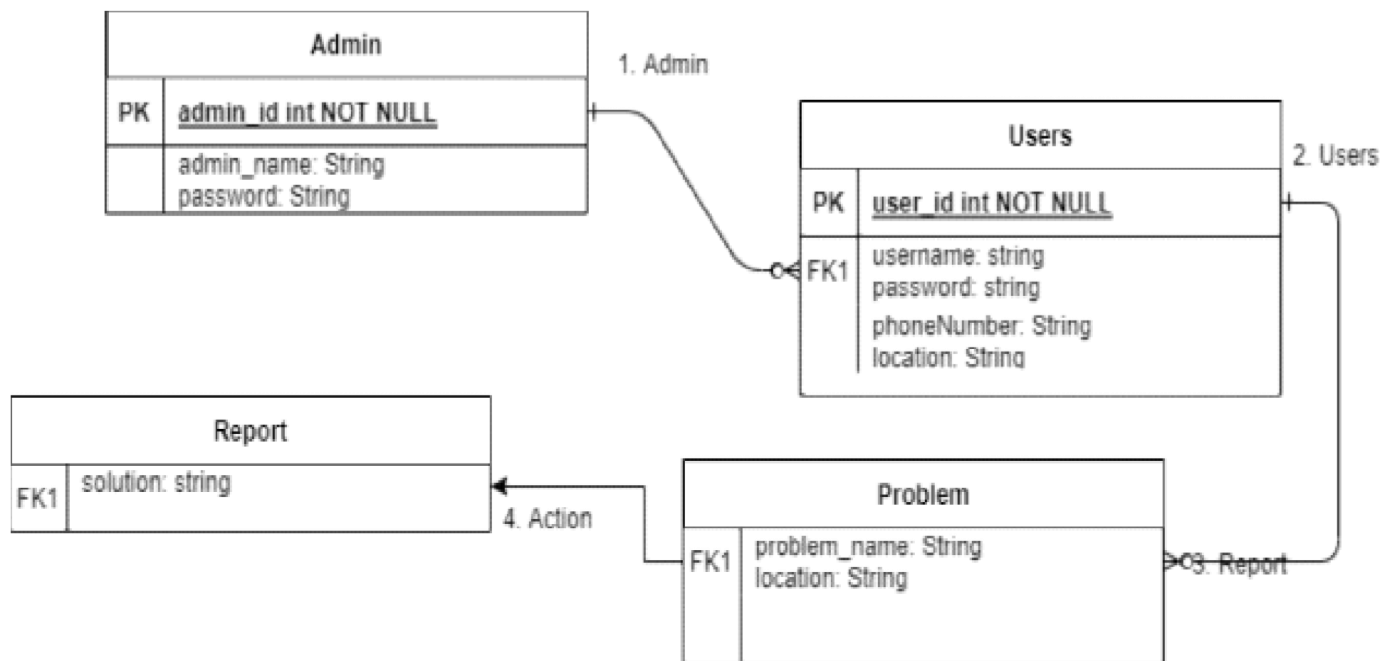 Admin
PK admin_id int NOT NULL
admin_name: String
password: String
1. Admin
Users
PK user_id int NOT NULL
FK1 username: string
password: string
phoneNumber: String
location: String
2. Users
Report
FK1 solution: string
4. Action
Problem
FK1 problem_name: String
location: String
3. Report